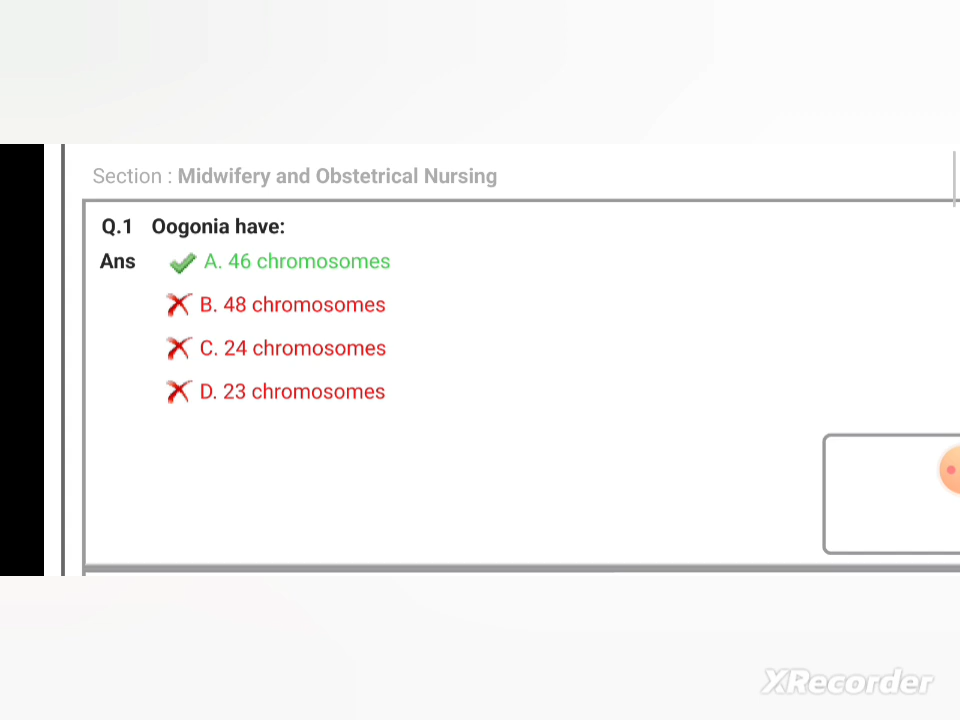 Section : Midwifery and Obstetrical Nursing
Q.1 Oogonia have:
Ans A. 46 chromosomes
B. 48 chromosomes
C. 24 chromosomes
D. 23 chromosomes
XRecorder